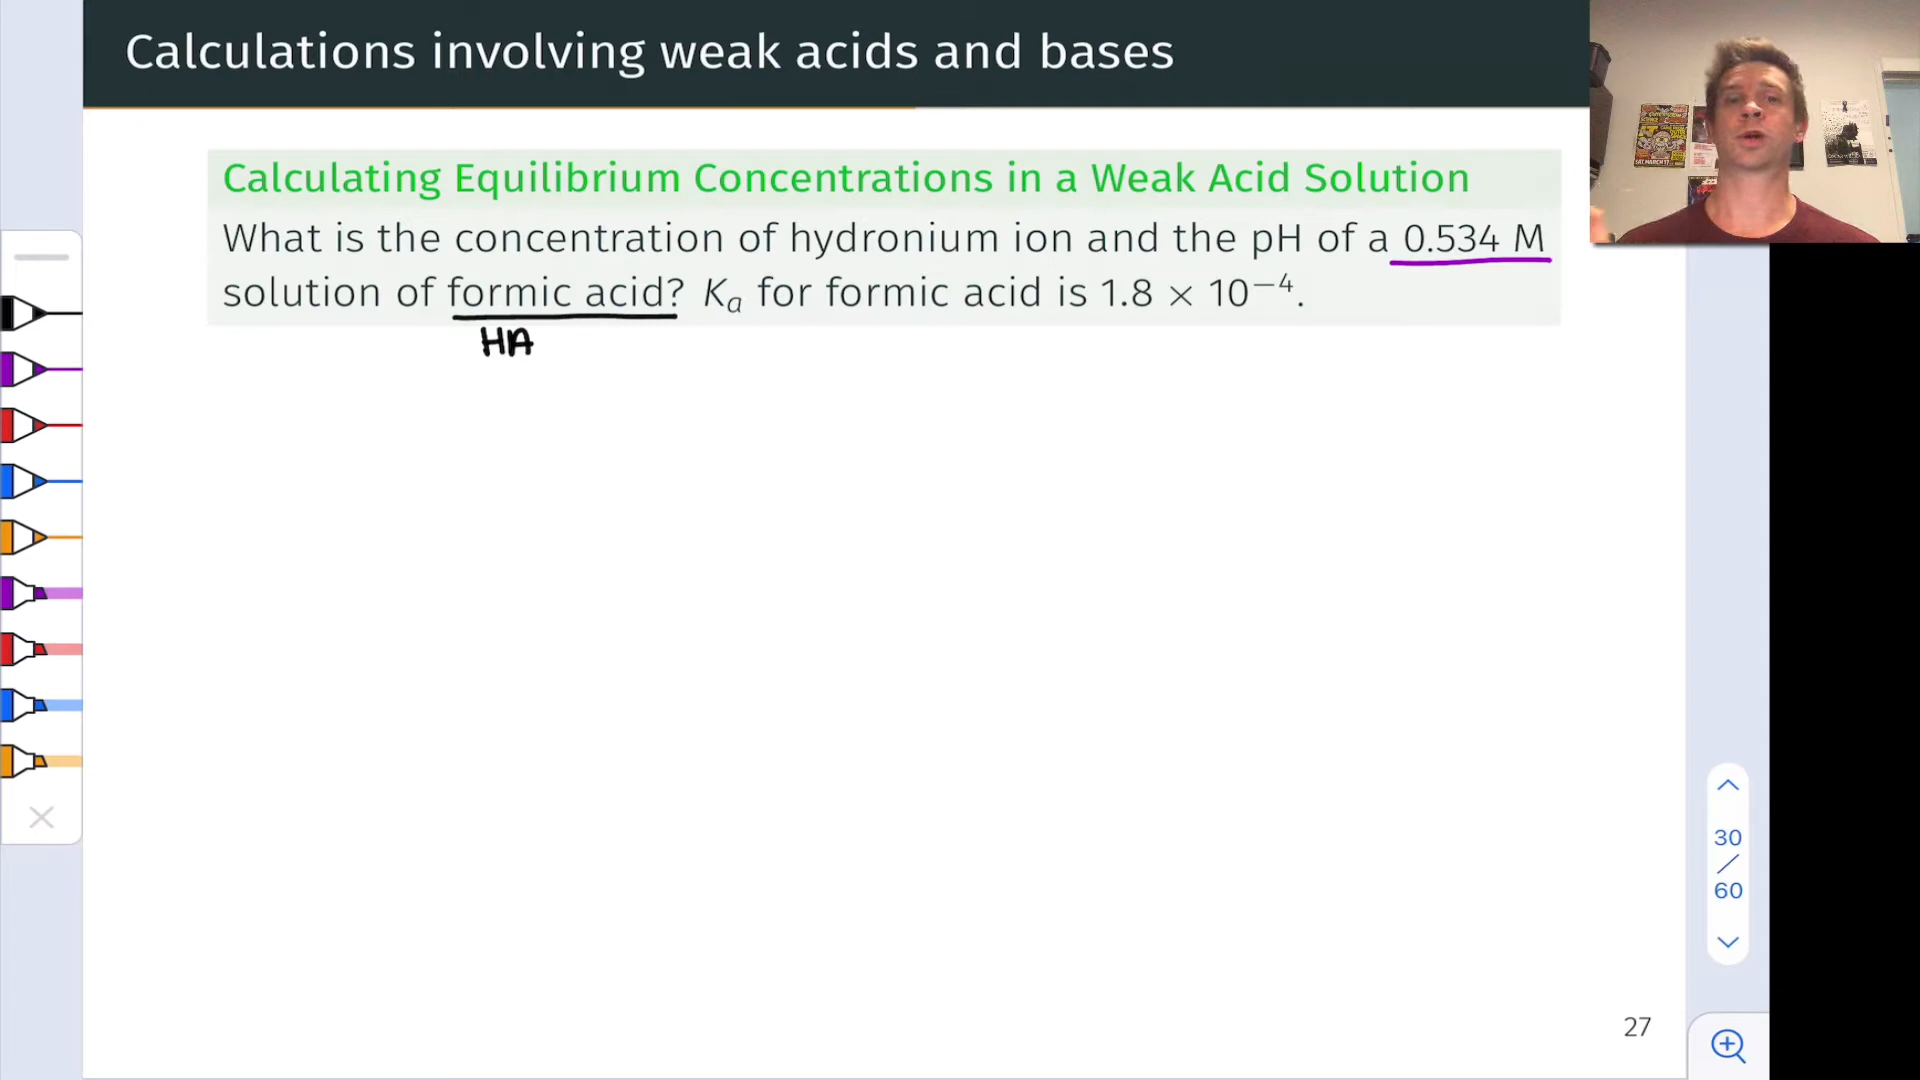 Calculations involving weak acids and bases
Calculating Equilibrium Concentrations in a Weak Acid Solution
What is the concentration of hydronium ion and the pH of a 0.534 M
solution of formic acid? Kₐ for formic acid is 1.8 × 10⁻⁴.
HA
30
/
60
27